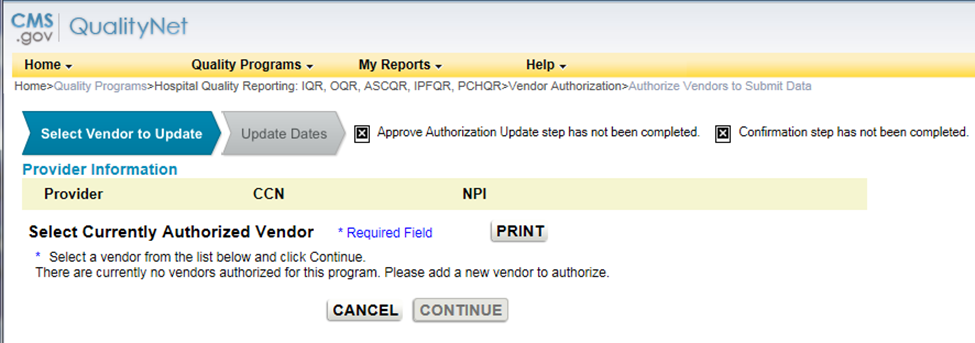 CMS .gov QualityNet
Home Quality Programs My Reports Help
Home>Quality Programs>Hospital Quality Reporting: IQR, OQR, ASCQR, IPFQR, PCHQR>Vendor Authorization>Authorize Vendors to Submit Data
Select Vendor to Update Update Dates Approve Authorization Update step has not been completed. Confirmation step has not been completed.
Provider Information
Provider CCN NPI
Select Currently Authorized Vendor * Required Field PRINT
* Select a vendor from the list below and click Continue.
There are currently no vendors authorized for this program. Please add a new vendor to authorize.
CANCEL CONTINUE